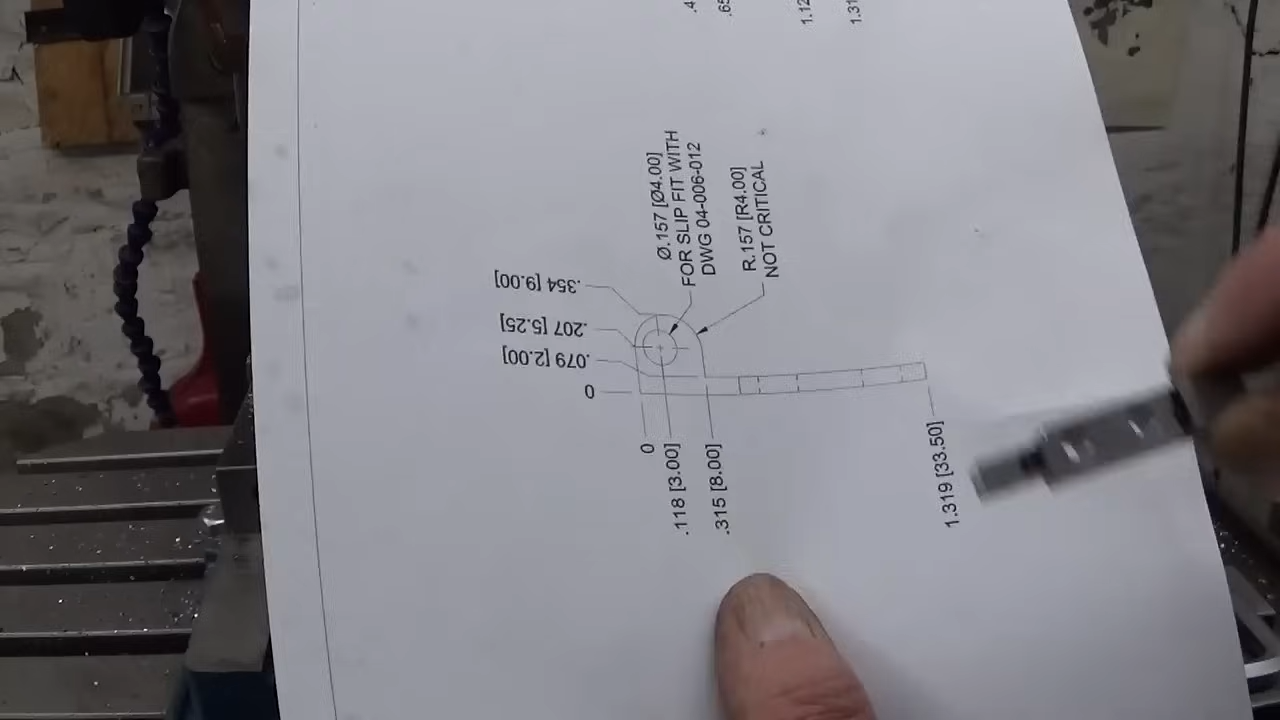 Ø.157 [Ø4.00]
FOR SLIP FIT WITH
DWG 04-006-012
R.157 [R4.00]
NOT CRITICAL
.354 [9.00]
.207 [5.25]
.079 [2.00]
0
0
.118 [3.00]
.315 [8.00]
1.319 [33.50]